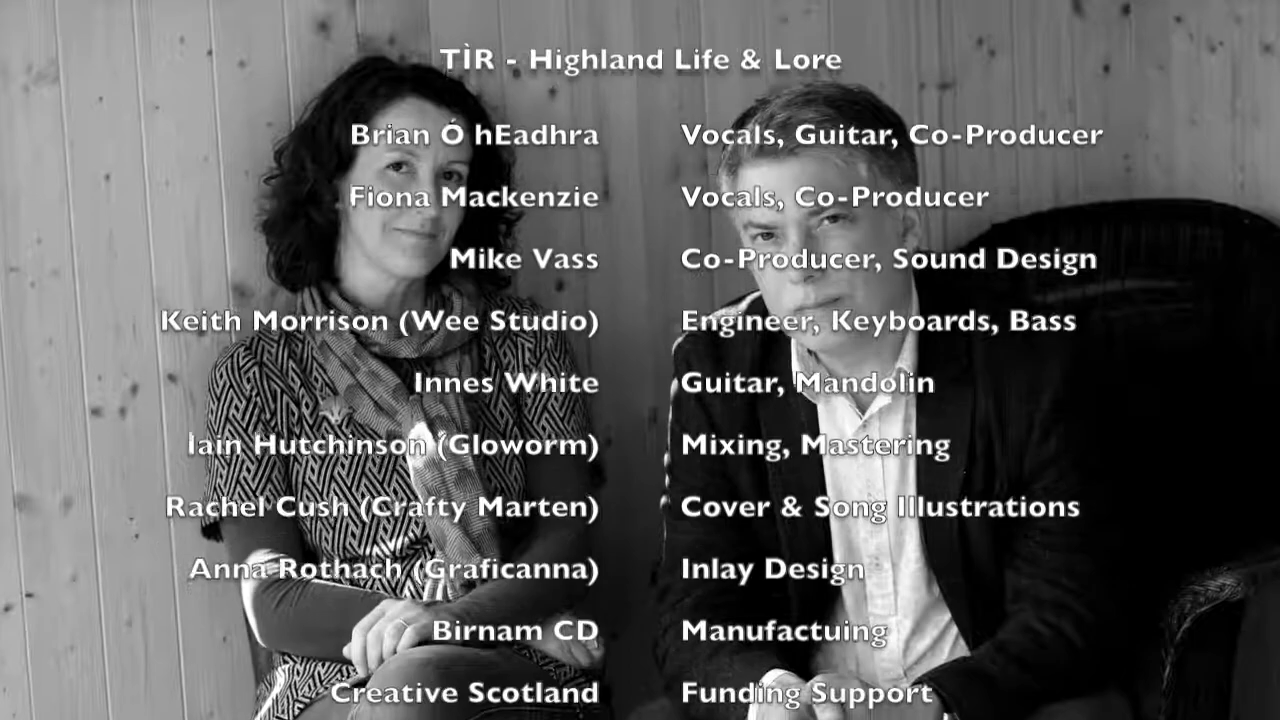 TÌR - Highland Life & Lore
Brian Ó hEadhra Vocals, Guitar, Co-Producer
Fiona Mackenzie Vocals, Co-Producer
Mike Vass Co-Producer, Sound Design
Keith Morrison (Wee Studio) Engineer, Keyboards, Bass
Innes White Guitar, Mandolin
Iain Hutchinson (Gloworm) Mixing, Mastering
Rachel Cush (Crafty Marten) Cover & Song Illustrations
Anna Rothach (Graficanna) Inlay Design
Birnam CD Manufactuing
Creative Scotland Funding Support